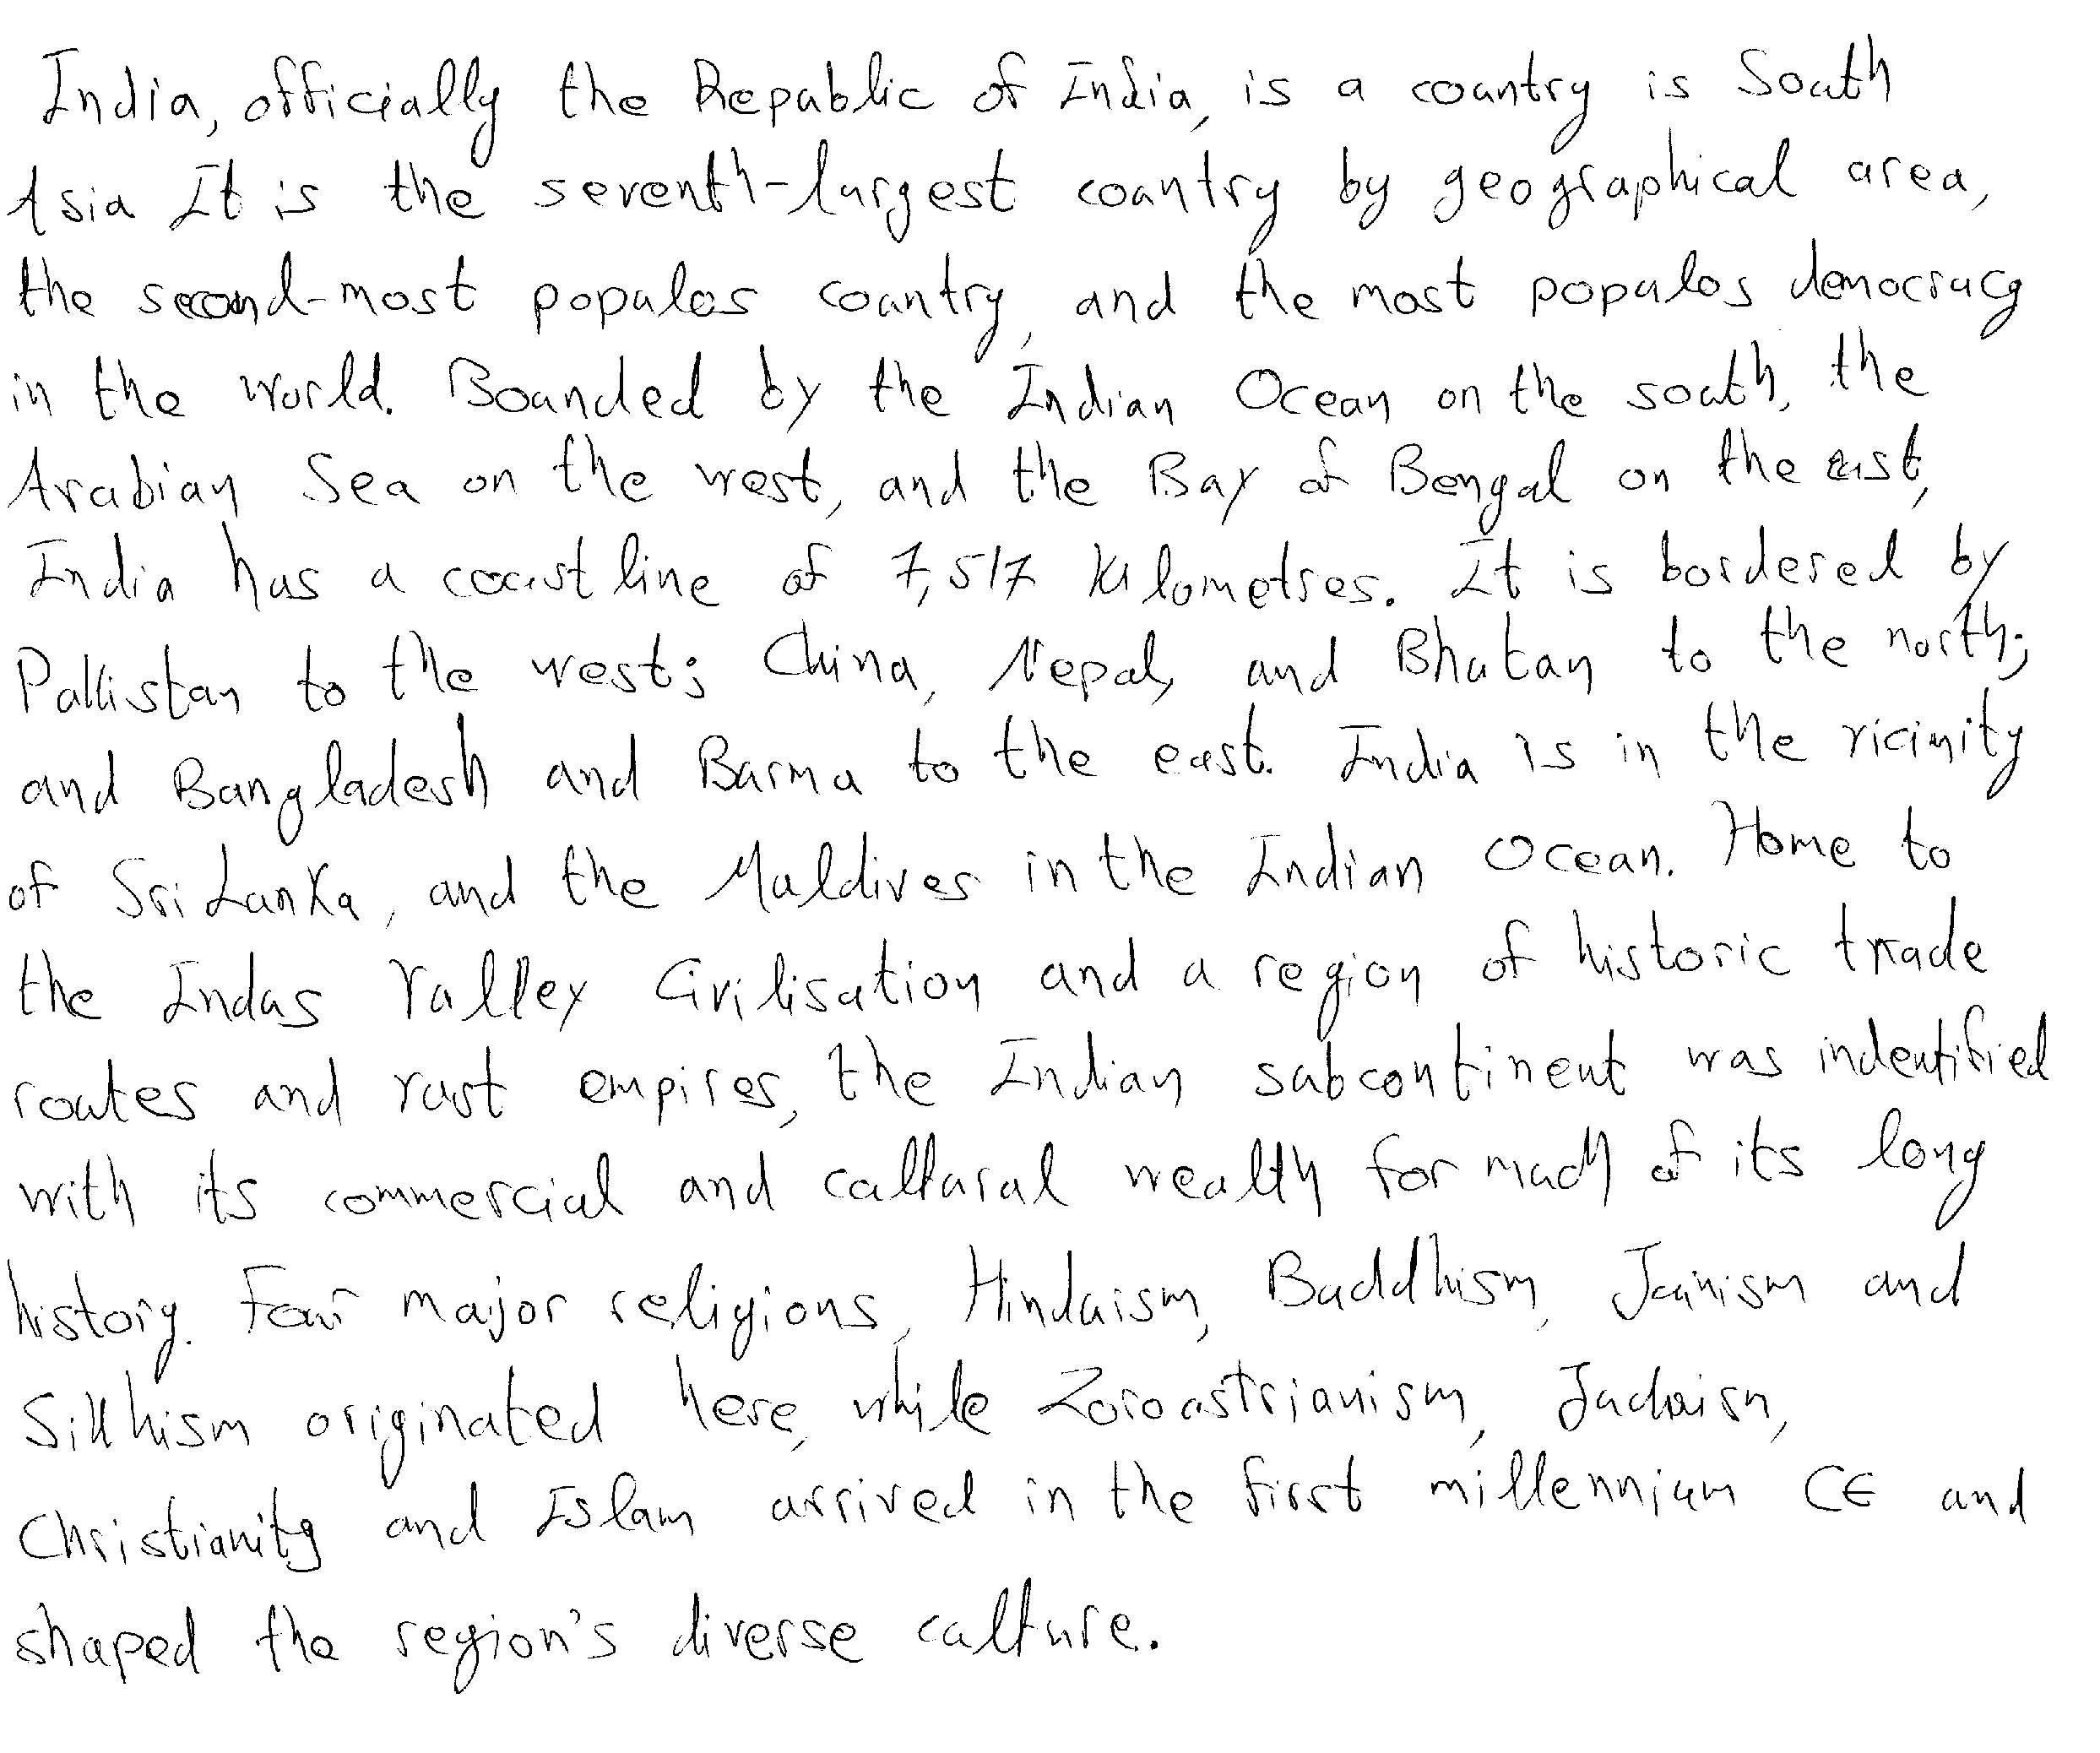 India, officially the Republic of India, is a country is South
Asia It is the seventh-largest country by geographical area,
the second-most populos country, and the most populos democracy
in the world. Bounded by the Indian Ocean on the south, the
Arabian Sea on the west, and the Bay of Bengal on the east,
India has a coastline of 7,517 kilometres. It is bordered by
Pakistan to the west; China, Nepal, and Bhutan to the north;
and Bangladesh and Burma to the east. India is in the vicinity
of Sri Lanka, and the Maldives in the Indian Ocean. Home to
the Indus Valley Civilisation and a region of historic trade
routes and vast empires, the Indian subcontinent was indentified
with its commercial and cultural wealth for much of its long
history. Four major religions, Hinduism, Buddhism, Jainism and
Sikhism originated here, while Zoroastrianism, Judaism,
Christianity and Islam arrived in the first millennium CE and
shaped the region's diverse culture.